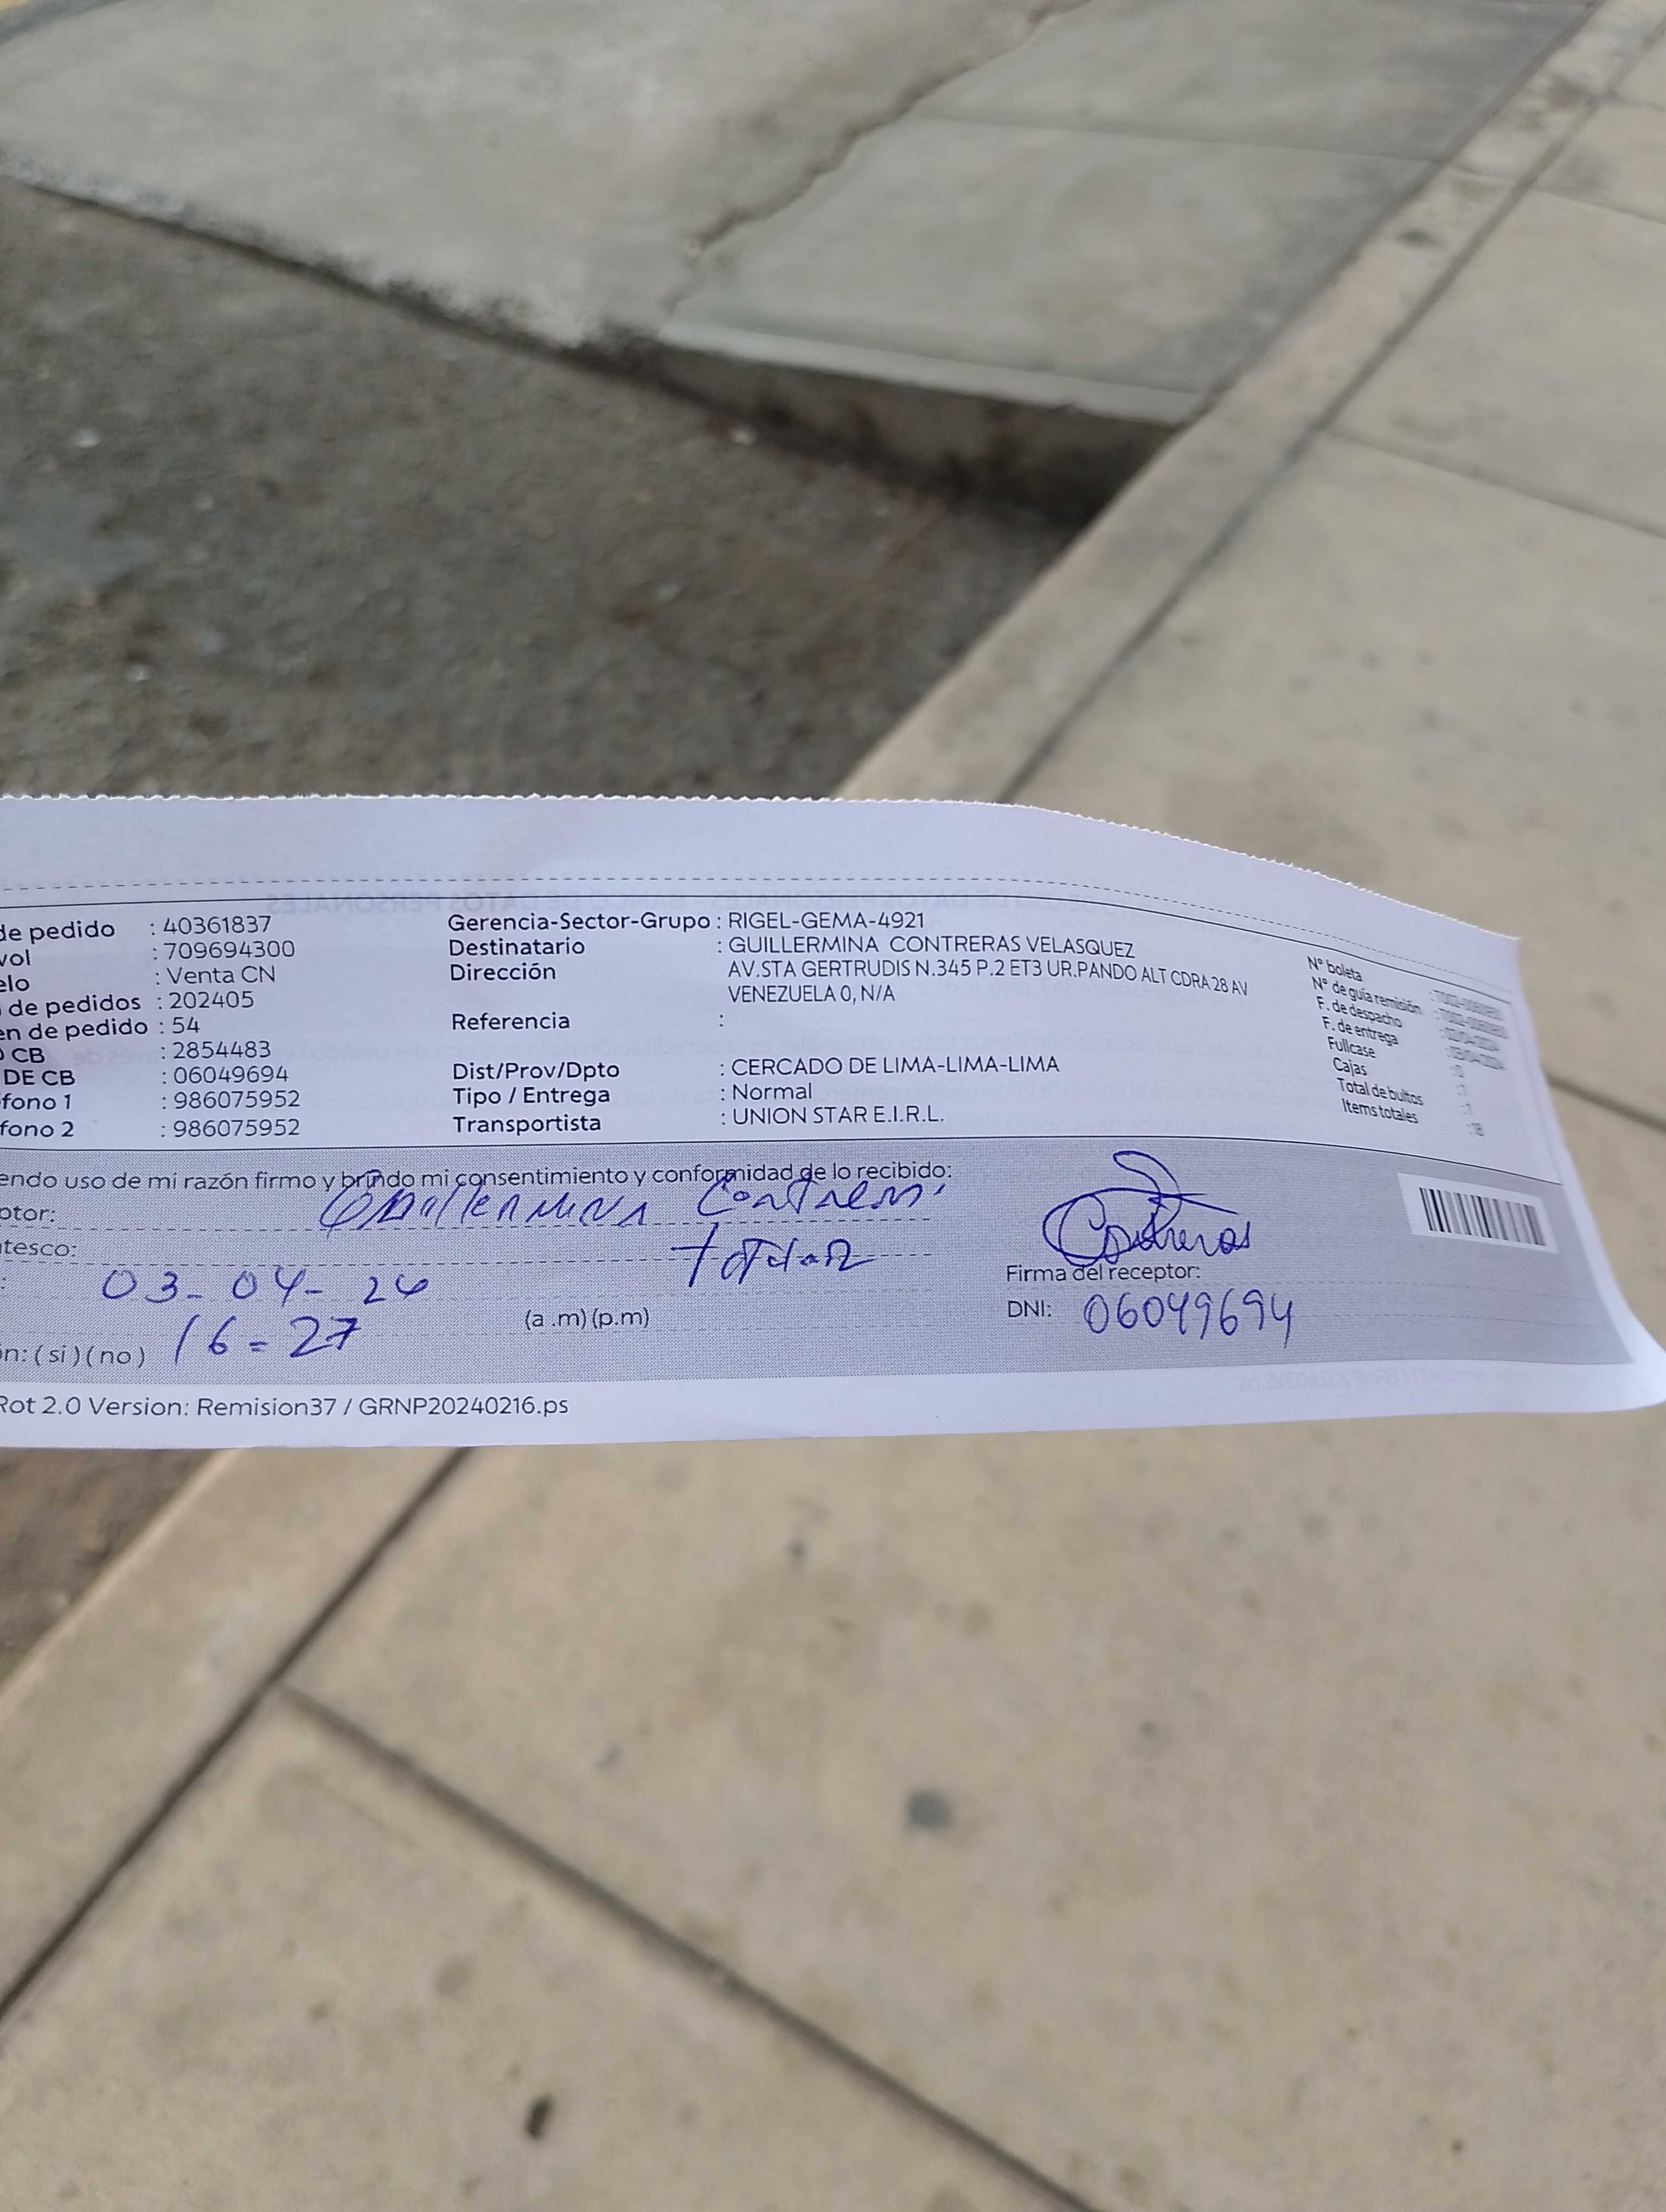 de pedido : 40361837
vol : 709694300
elo : Venta CN
de pedidos : 202405
en de pedido : 54
CB : 2854483
DE CB : 06049694
fono 1 : 986075952
fono 2 : 986075952
Gerencia-Sector-Grupo : RIGEL-GEMA-4921
Destinatario : GUILLERMINA CONTRERAS VELASQUEZ
Dirección AV.STA GERTRUDIS N.345 P.2 ET3 UR.PANDO ALT CDRA 28 AV
VENEZUELA 0, N/A
Referencia :
Dist/Prov/Dpto : CERCADO DE LIMA-LIMA-LIMA
Tipo / Entrega : Normal
Transportista : UNION STAR E.I.R.L.
N° boleta
N° de guía remisión
F. de despacho
F. de entrega
Fullcase
Cajas
Total de bultos
Items totales
endo uso de mi razón firmo y brindo mi consentimiento y conformidad de lo recibido:
ptor: Guillermina Contreras
tesco: titular
: 03-04-24
16=27 (a .m) (p.m)
ón: ( si ) ( no )
Contreras
Firma del receptor:
DNI: 06049694
Rot 2.0 Version: Remision37 / GRNP20240216.ps